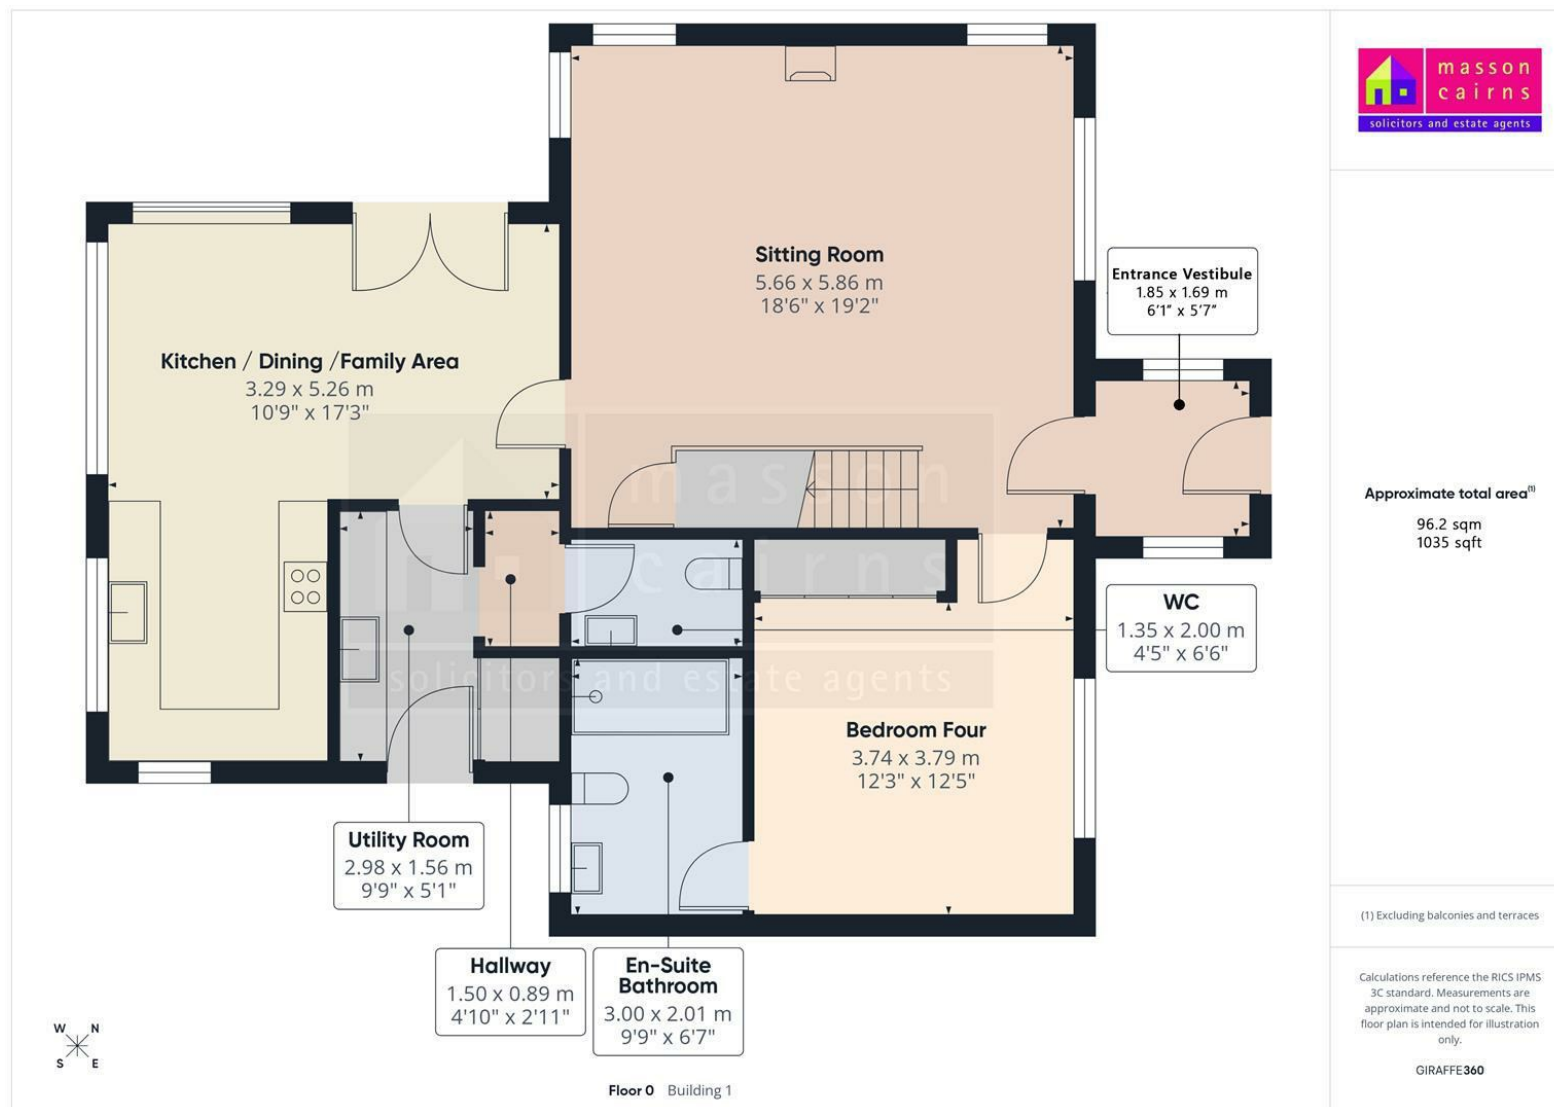 masson
cairns
solicitors and estate agents
Sitting Room
5.66 x 5.86 m
18'6" x 19'2"
Entrance Vestibule
1.85 x 1.69 m
6'1" x 5'7"
Kitchen / Dining /Family Area
3.29 x 5.26 m
10'9" x 17'3"
masson
cairns
solicitors and estate agents
Approximate total area(1)
96.2 sqm
1035 sqft
WC
1.35 x 2.00 m
4'5" x 6'6"
Bedroom Four
3.74 x 3.79 m
12'3" x 12'5"
Utility Room
2.98 x 1.56 m
9'9" x 5'1"
Hallway
1.50 x 0.89 m
4'10" x 2'11"
En-Suite
Bathroom
3.00 x 2.01 m
9'9" x 6'7"
(1) Excluding balconies and terraces
Calculations reference the RICS IPMS
3C standard. Measurements are
approximate and not to scale. This
floor plan is intended for illustration
only.
GIRAFFE360
W N
S E
Floor 0 Building 1